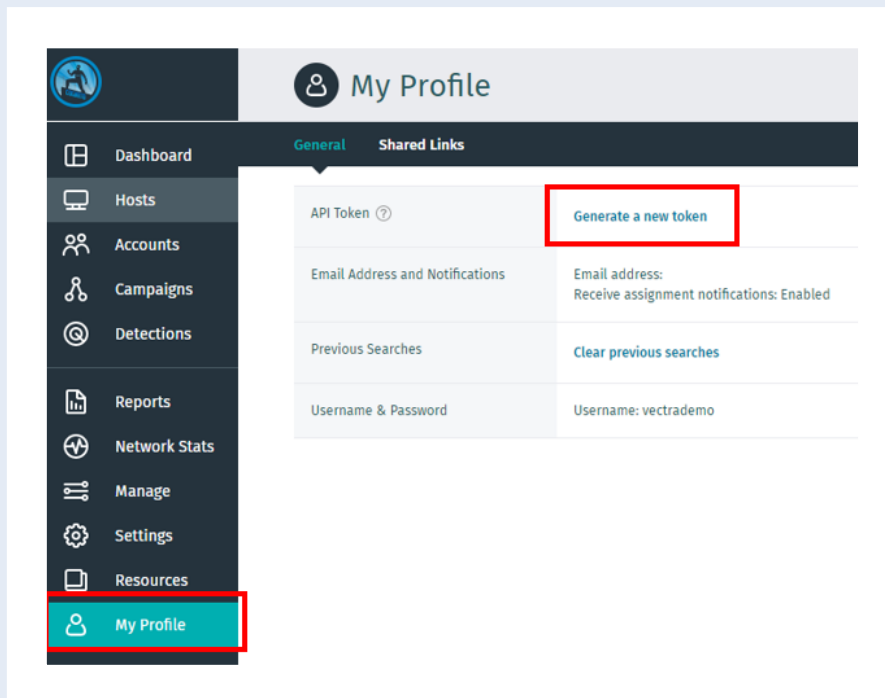 My Profile
General Shared Links
Dashboard
Hosts
Accounts
Campaigns
Detections
Reports
Network Stats
Manage
Settings
Resources
My Profile
API Token ?
Generate a new token
Email Address and Notifications
Email address:
Receive assignment notifications: Enabled
Previous Searches
Clear previous searches
Username & Password
Username: vectrademo